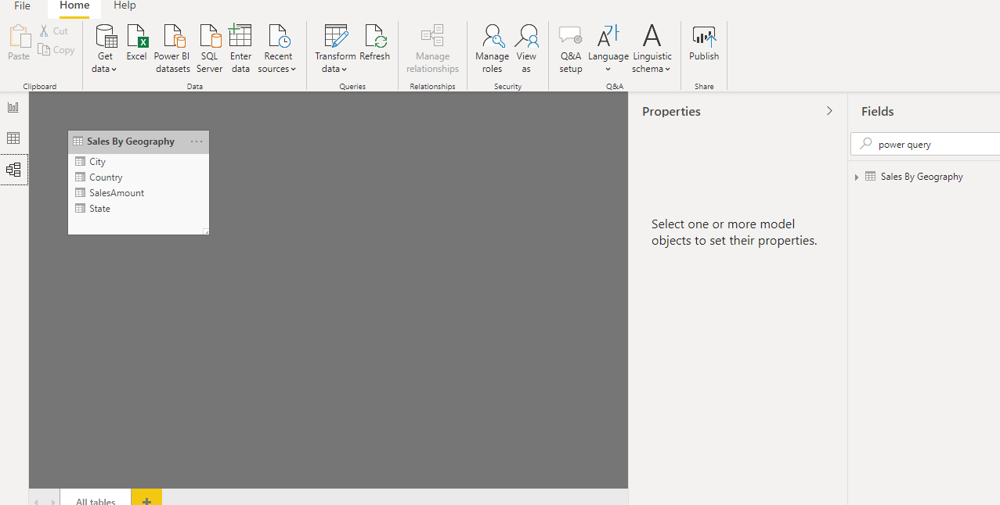 File Home Help
Cut
Copy
Paste
Get data
Excel
Power BI datasets
SQL Server
Enter data
Recent sources
Transform data
Refresh
Manage relationships
Manage roles
View as
Q&A setup
Language
Linguistic schema
Publish
Clipboard Data Queries Relationships Security Q&A Share
Sales By Geography ...
City
Country
SalesAmount
State
Properties
Select one or more model
objects to set their properties.
Fields
power query
Sales By Geography
All tables